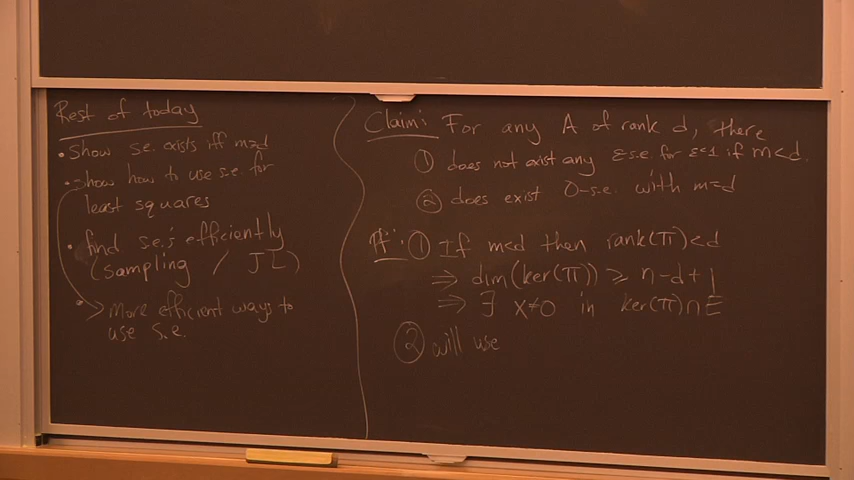 Rest of today
• Show s.e. exists iff m≥d
• Show how to use s.e. for
least squares
• find s.e.'s efficiently
(sampling / JL)
• More efficient ways to
use s.e.
Claim: For any A of rank d, there
① does not exist any ε-s.e. for ε<1 if m<d.
② does exist 0-s.e. with m=d
Pf: ① If m<d then rank(Π)<d
⇒ dim(ker(Π)) ≥ n-d+1
⇒ ∃ x≠0 in ker(Π)∩E
② will use